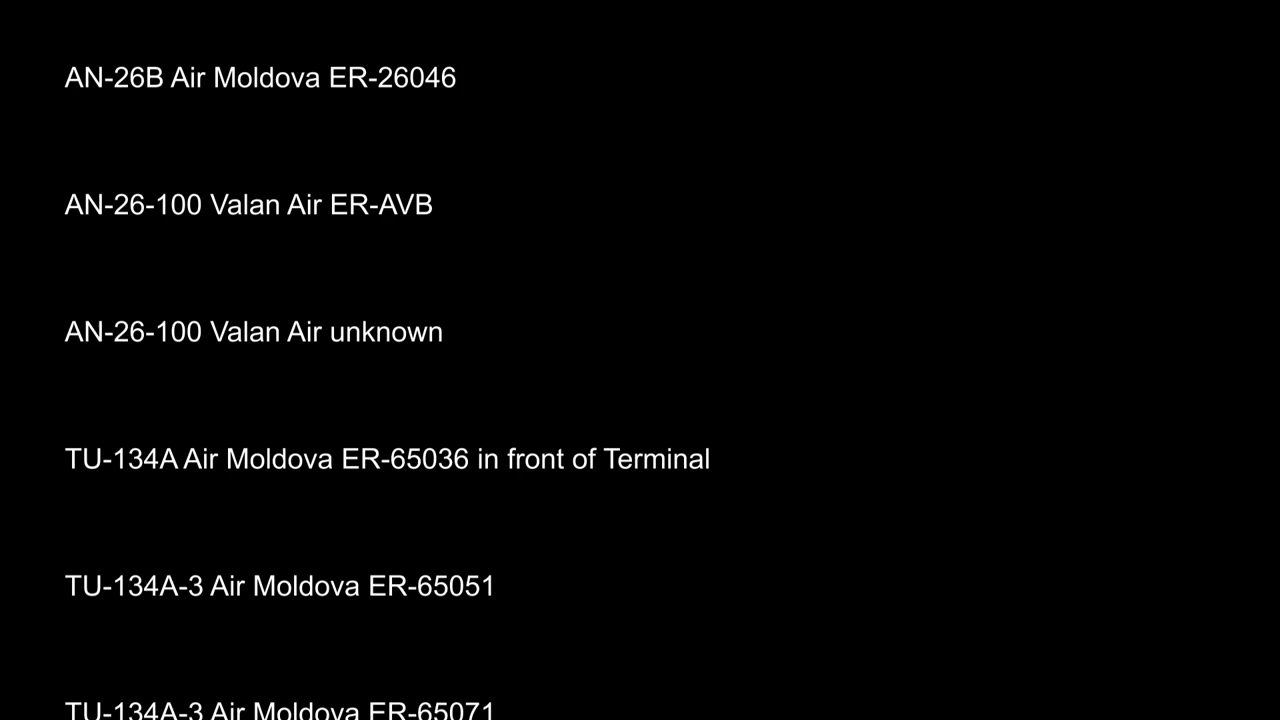 AN-26B Air Moldova ER-26046
AN-26-100 Valan Air ER-AVB
AN-26-100 Valan Air unknown
TU-134A Air Moldova ER-65036 in front of Terminal
TU-134A-3 Air Moldova ER-65051
TU-134A-3 Air Moldova ER-65071